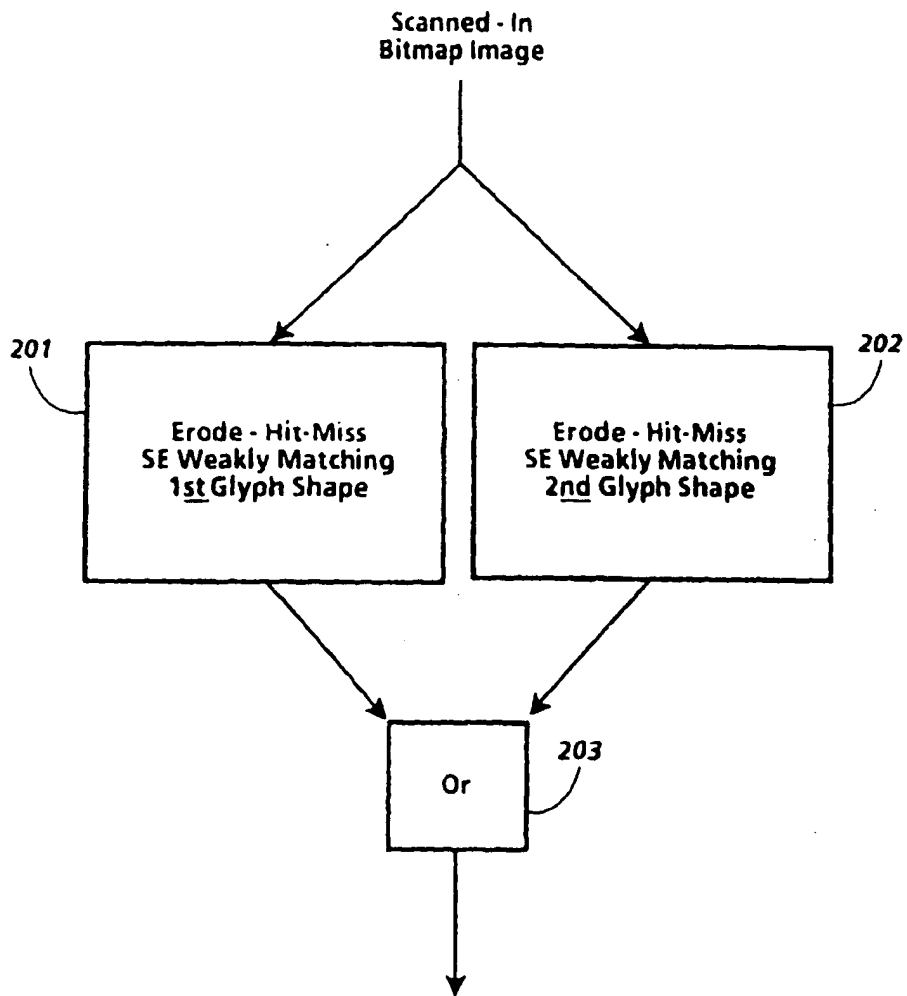 Scanned - In
Bitmap Image
201
202
Erode - Hit-Miss
SE Weakly Matching
1st Glyph Shape
Erode - Hit-Miss
SE Weakly Matching
2nd Glyph Shape
203
Or